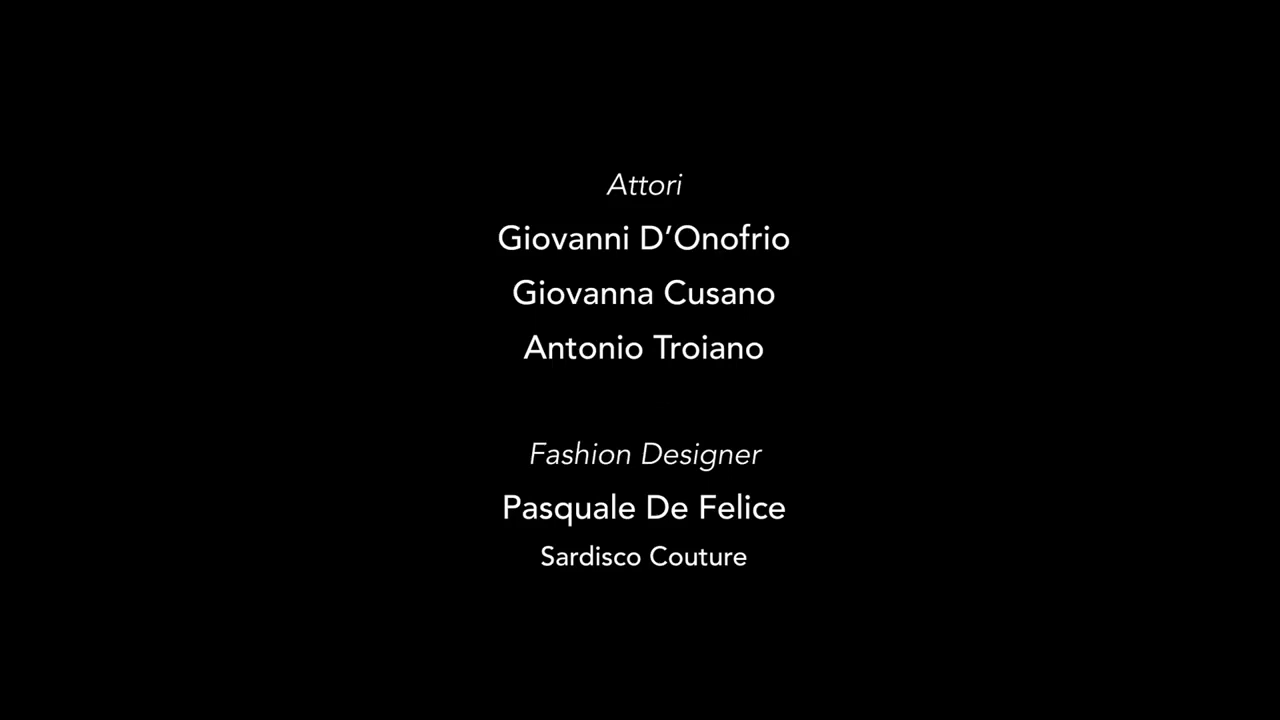 Attori
Giovanni D’Onofrio
Giovanna Cusano
Antonio Troiano
Fashion Designer
Pasquale De Felice
Sardisco Couture